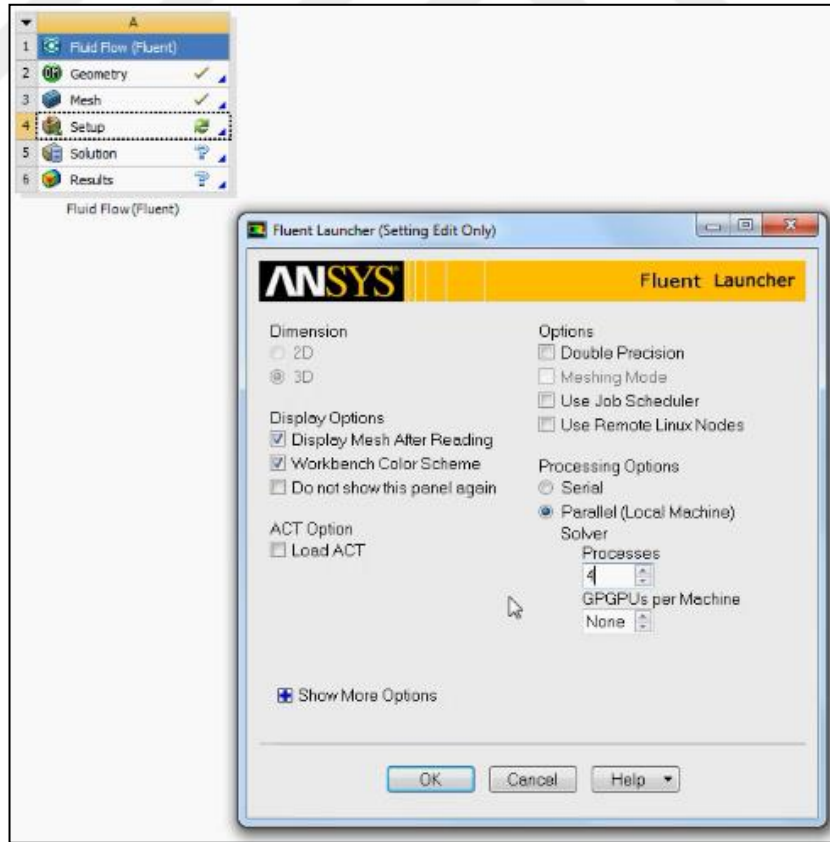 A
1 Fluid Flow (Fluent)
2 Geometry
3 Mesh
4 Setup
5 Solution
6 Results
Fluid Flow (Fluent)
Fluent Launcher (Setting Edit Only)
ANSYS Fluent Launcher
Dimension
2D
3D
Display Options
Display Mesh After Reading
Workbench Color Scheme
Do not show this panel again
ACT Option
Load ACT
Options
Double Precision
Meshing Mode
Use Job Scheduler
Use Remote Linux Nodes
Processing Options
Serial
Parallel (Local Machine)
Solver
Processes
4
GPGPUs per Machine
None
Show More Options
OK Cancel Help